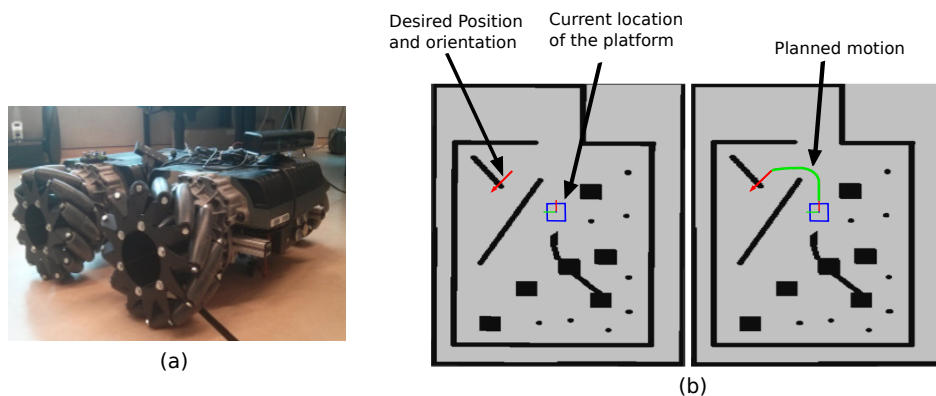 Desired Position
and orientation
Current location
of the platform
Planned motion
(a)
(b)